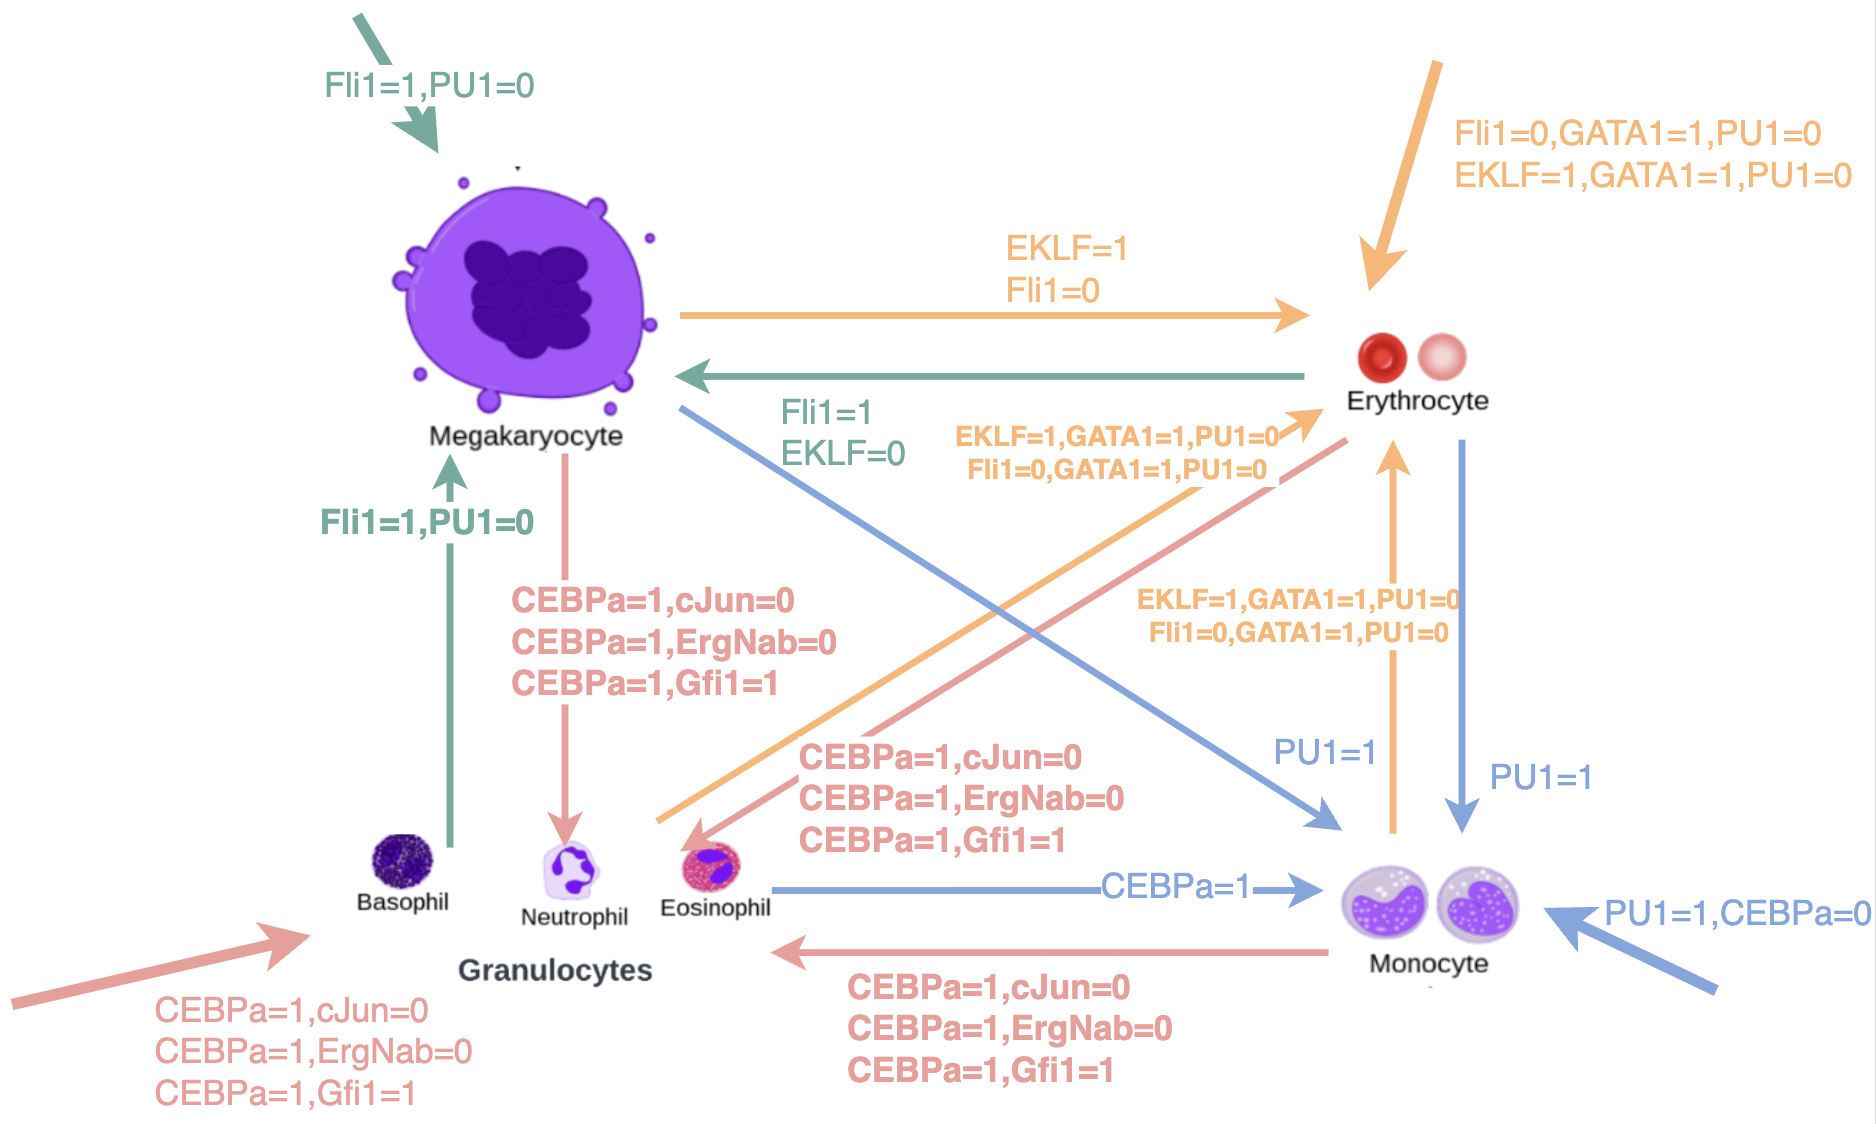 Fli1=1,PU1=0
Fli1=0,GATA1=1,PU1=0
EKLF=1,GATA1=1,PU1=0
EKLF=1
Fli1=0
Erythrocyte
Megakaryocyte
Fli1=1
EKLF=0
EKLF=1,GATA1=1,PU1=0
Fli1=0,GATA1=1,PU1=0
Fli1=1,PU1=0
CEBPa=1,cJun=0
CEBPa=1,ErgNab=0
CEBPa=1,Gfi1=1
EKLF=1,GATA1=1,PU1=0
Fli1=0,GATA1=1,PU1=0
PU1=1
PU1=1
CEBPa=1,cJun=0
CEBPa=1,ErgNab=0
CEBPa=1,Gfi1=1
Basophil
Neutrophil
Eosinophil
CEBPa=1
PU1=1,CEBPa=0
Granulocytes
Monocyte
CEBPa=1,cJun=0
CEBPa=1,ErgNab=0
CEBPa=1,Gfi1=1
CEBPa=1,cJun=0
CEBPa=1,ErgNab=0
CEBPa=1,Gfi1=1